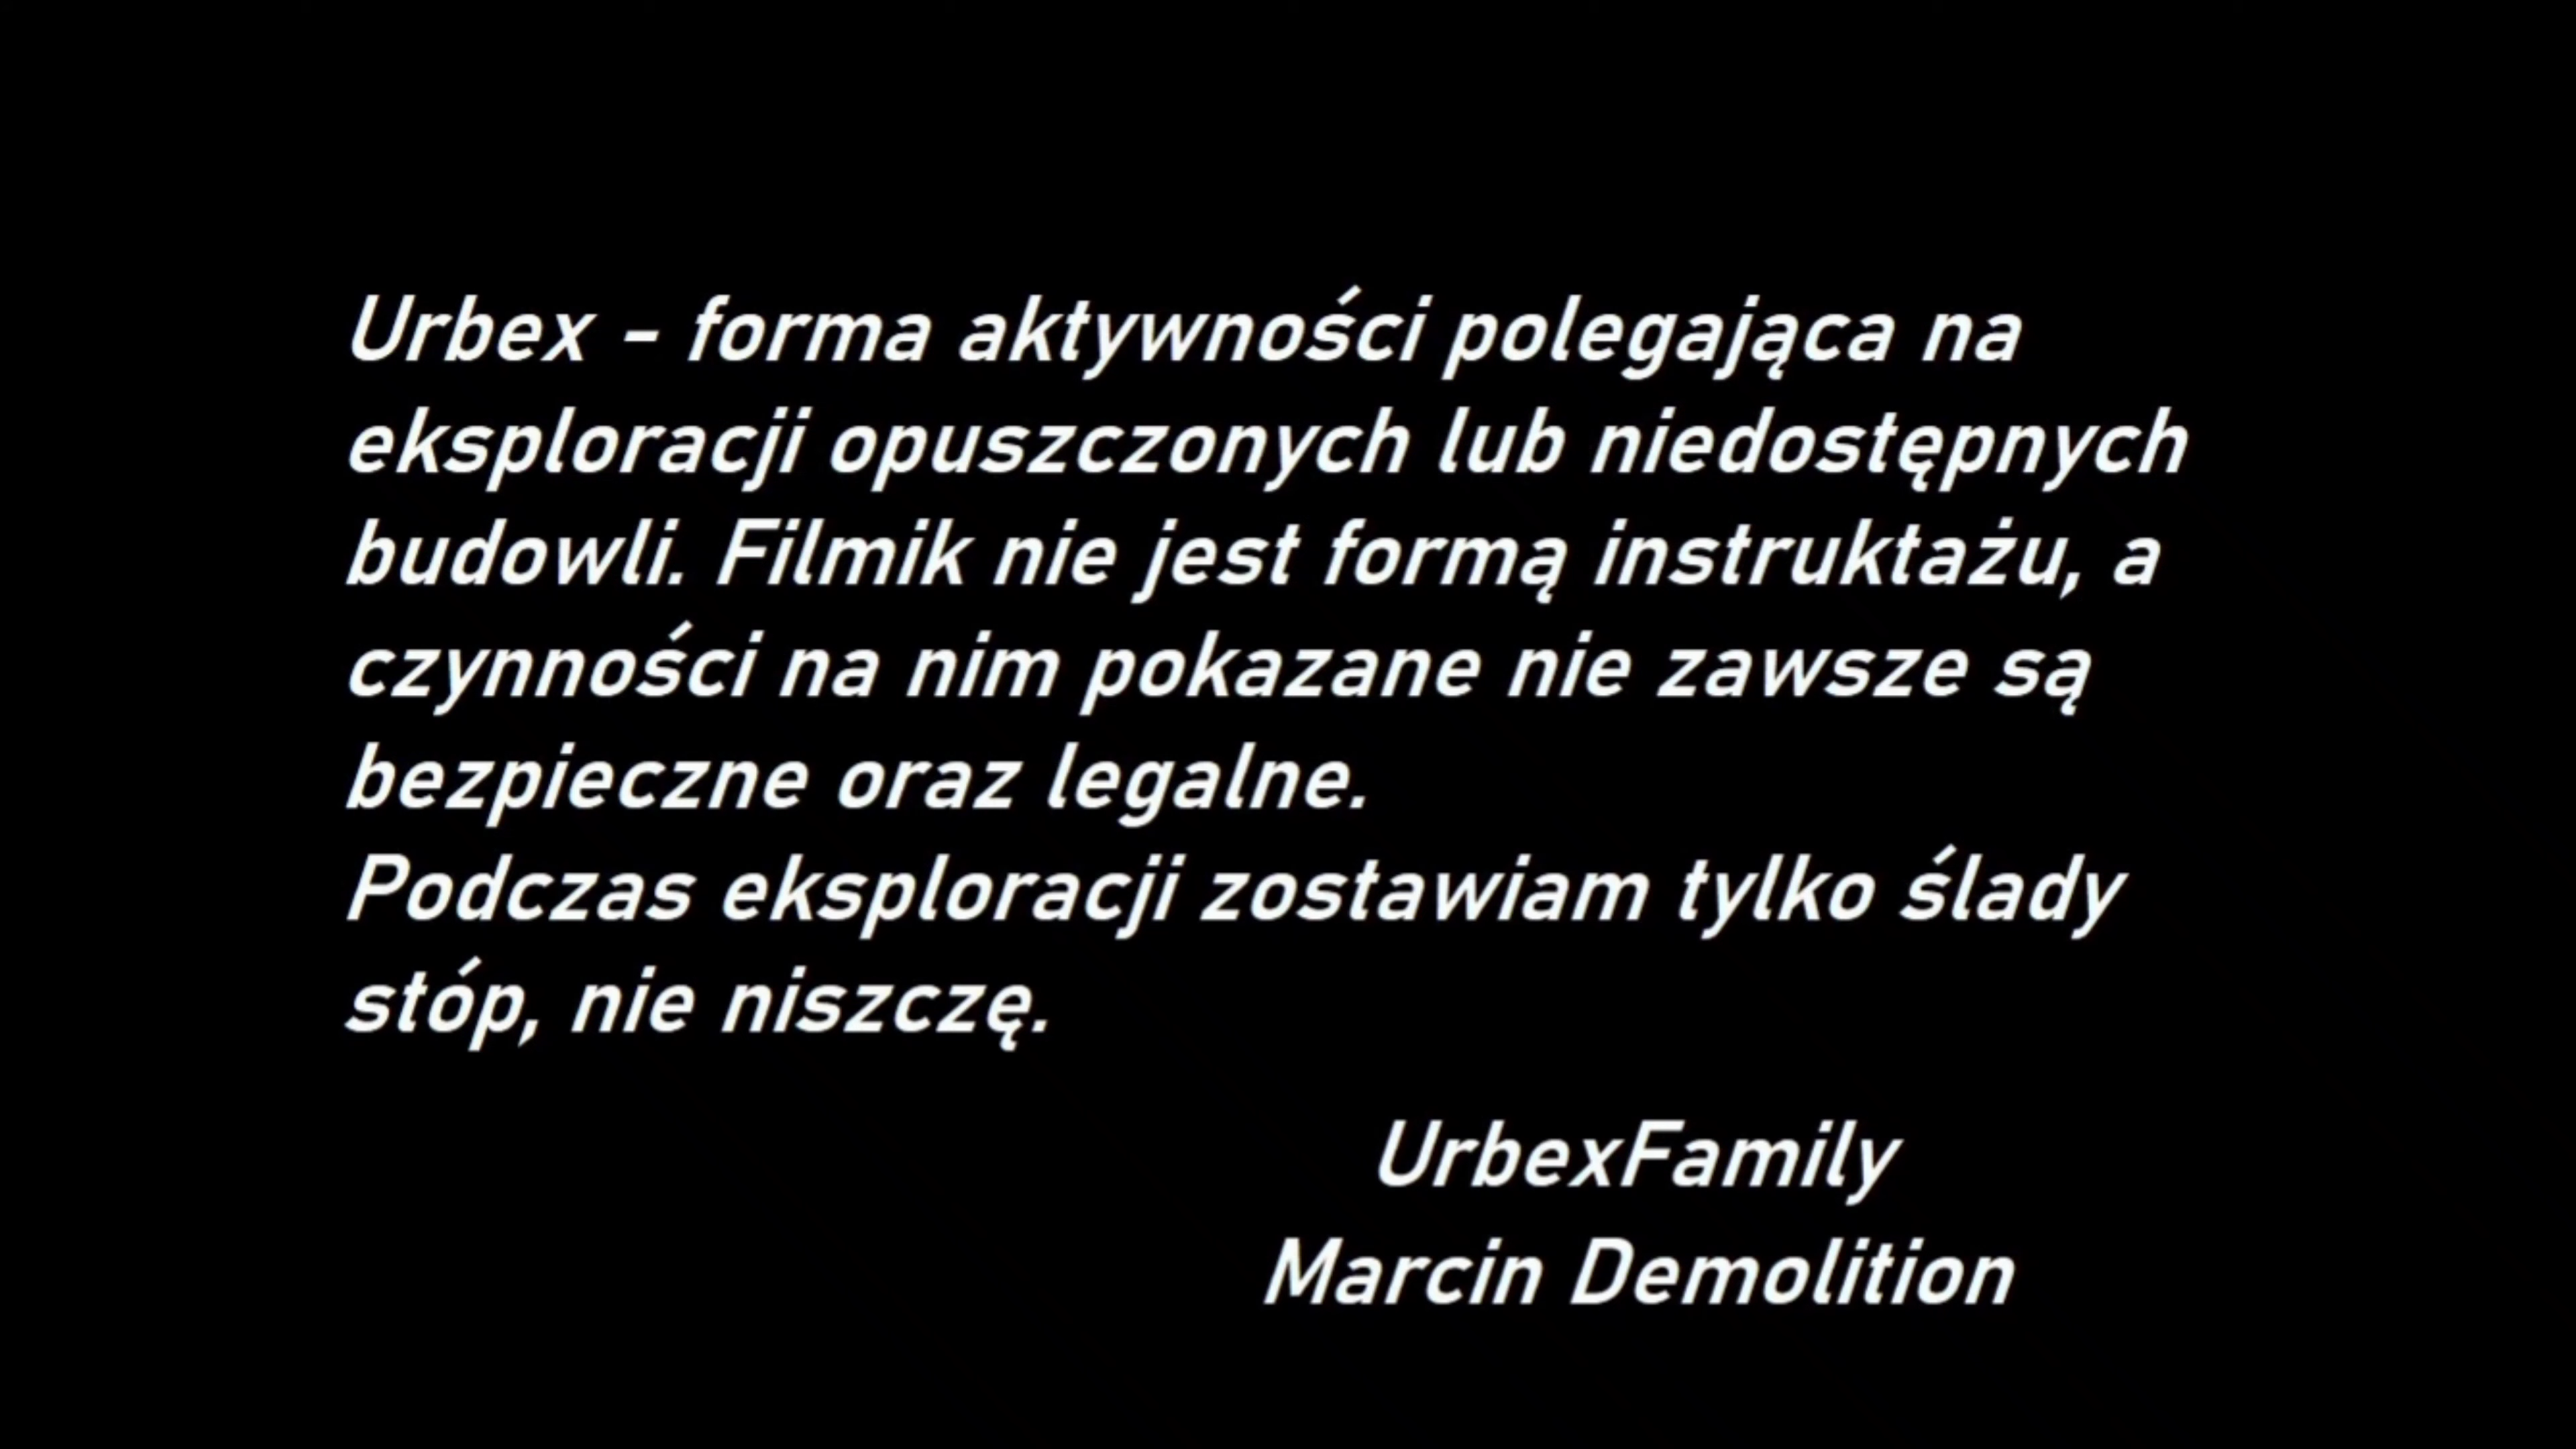 Urbex - forma aktywności polegająca na
eksploracji opuszczonych lub niedostępnych
budowli. Filmik nie jest formą instruktażu, a
czynności na nim pokazane nie zawsze są
bezpieczne oraz legalne.
Podczas eksploracji zostawiam tylko ślady
stóp, nie niszczę.
UrbexFamily
Marcin Demolition